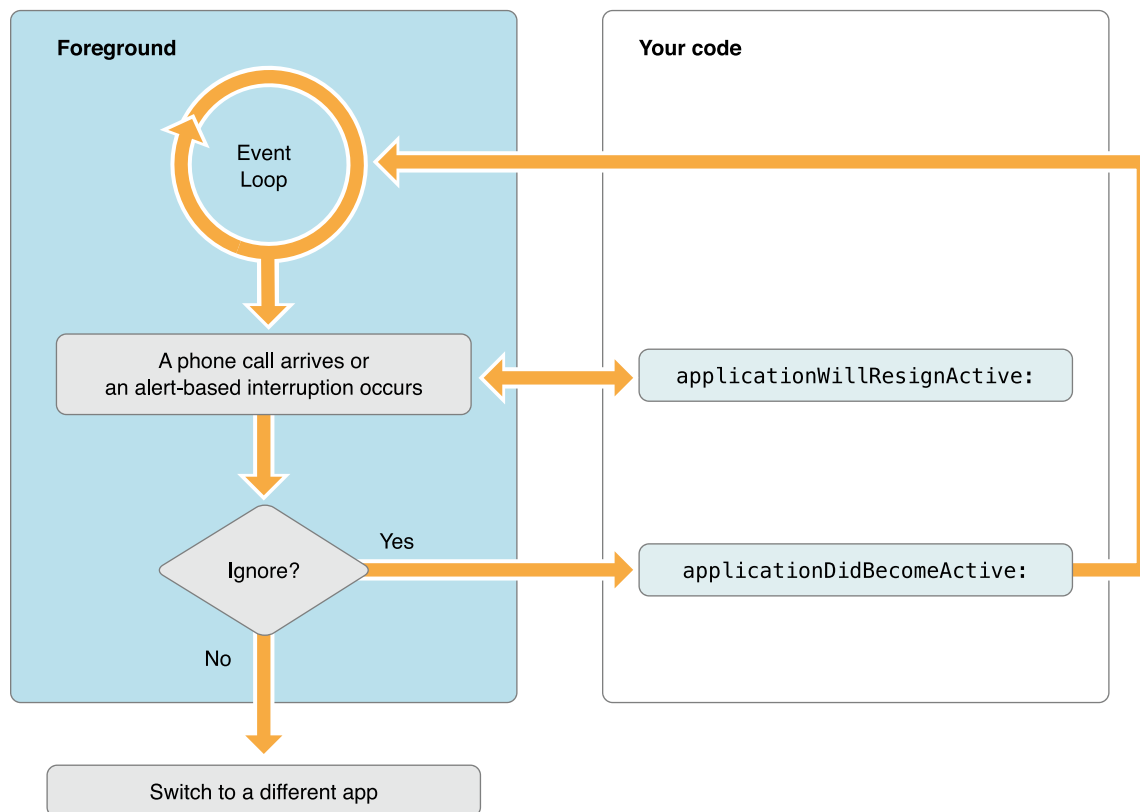 Foreground
Your code
Event
Loop
A phone call arrives or
an alert-based interruption occurs
applicationWillResignActive:
Ignore?
Yes
applicationDidBecomeActive:
No
Switch to a different app